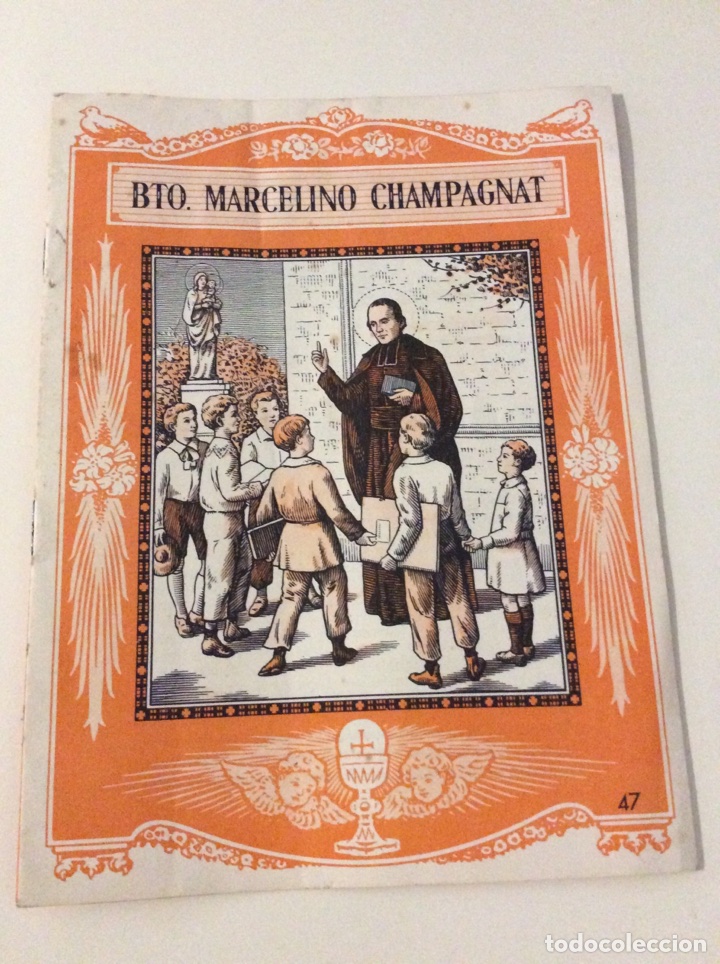 BTO. MARCELINO CHAMPAGNAT
47
todocoleccion